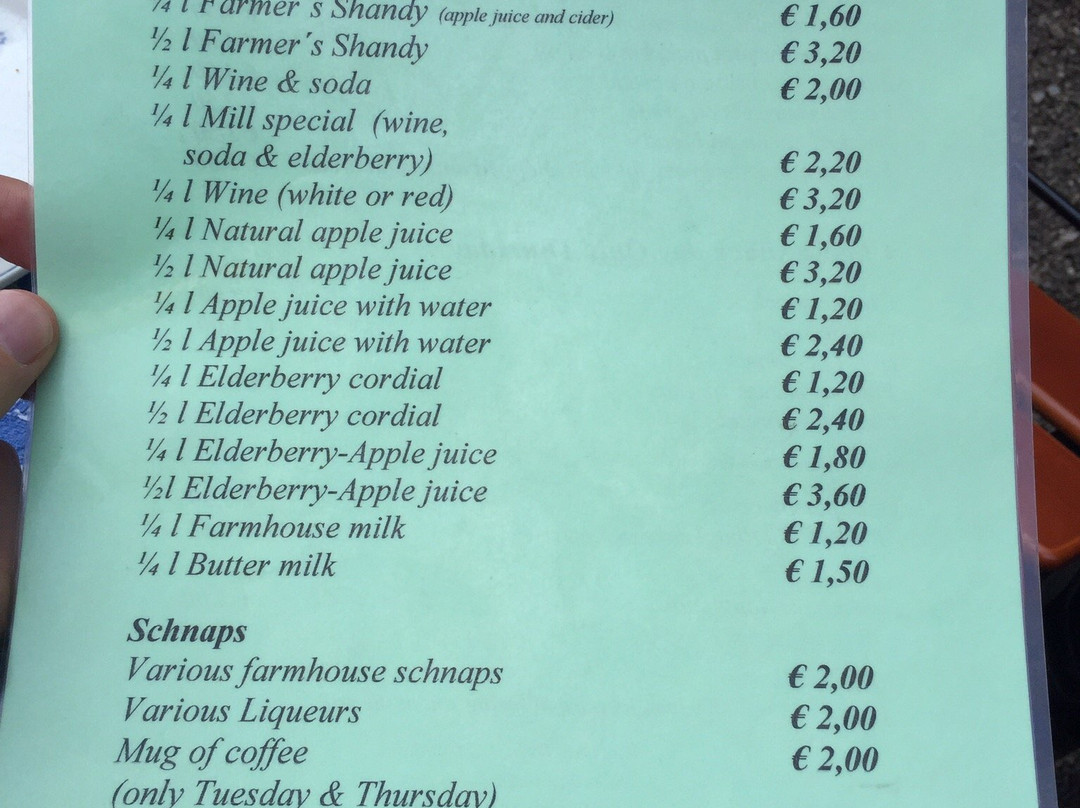 ¼ l Farmer´s Shandy (apple juice and cider) € 1,60
½ l Farmer´s Shandy € 3,20
¼ l Wine & soda € 2,00
¼ l Mill special (wine,
soda & elderberry) € 2,20
¼ l Wine (white or red) € 3,20
¼ l Natural apple juice € 1,60
½ l Natural apple juice € 3,20
¼ l Apple juice with water € 1,20
½ l Apple juice with water € 2,40
¼ l Elderberry cordial € 1,20
½ l Elderberry cordial € 2,40
¼ l Elderberry-Apple juice € 1,80
½l Elderberry-Apple juice € 3,60
¼ l Farmhouse milk € 1,20
¼ l Butter milk € 1,50
Schnaps
Various farmhouse schnaps € 2,00
Various Liqueurs € 2,00
Mug of coffee € 2,00
(only Tuesday & Thursday)